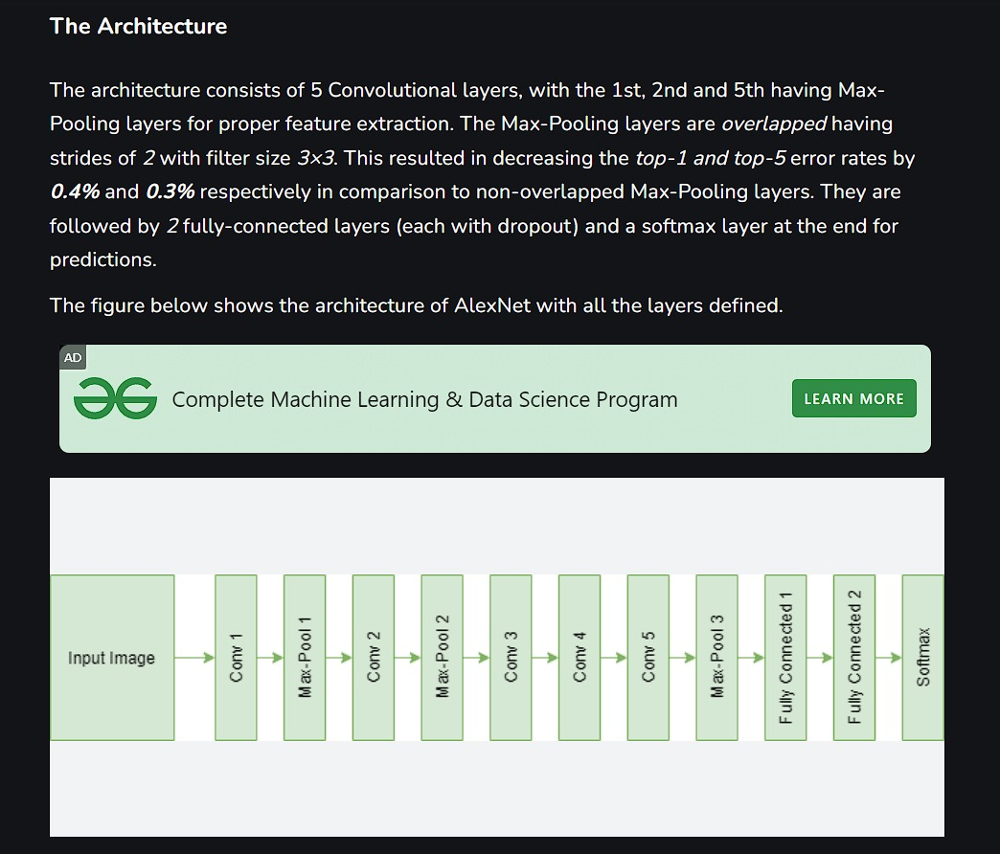 The Architecture
The architecture consists of 5 Convolutional layers, with the 1st, 2nd and 5th having Max-
Pooling layers for proper feature extraction. The Max-Pooling layers are overlapped having
strides of 2 with filter size 3×3. This resulted in decreasing the top-1 and top-5 error rates by
0.4% and 0.3% respectively in comparison to non-overlapped Max-Pooling layers. They are
followed by 2 fully-connected layers (each with dropout) and a softmax layer at the end for
predictions.
The figure below shows the architecture of AlexNet with all the layers defined.
AD
Complete Machine Learning & Data Science Program
LEARN MORE
Input Image
Conv 1
Max-Pool 1
Conv 2
Max-Pool 2
Conv 3
Conv 4
Conv 5
Max-Pool 3
Fully Connected 1
Fully Connected 2
Softmax